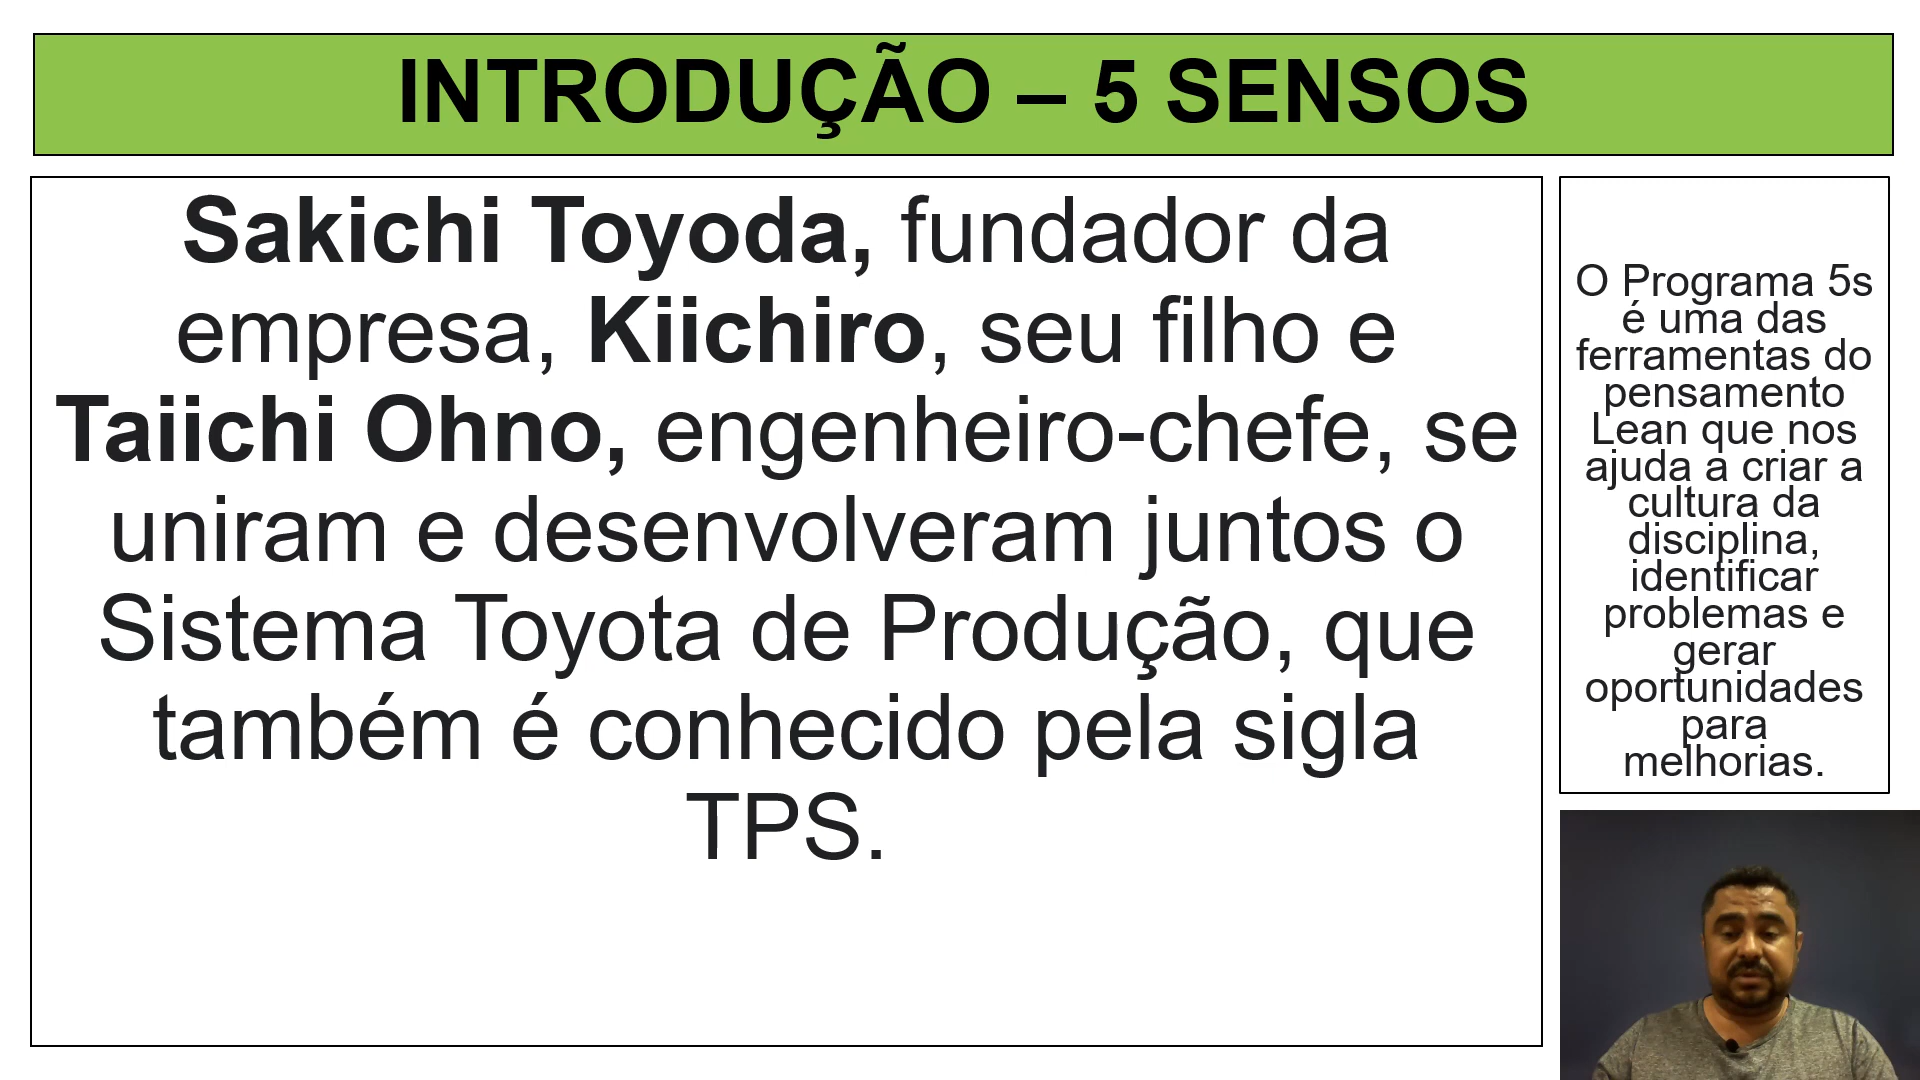 INTRODUÇÃO – 5 SENSOS
Sakichi Toyoda, fundador da
empresa, Kiichiro, seu filho e
Taiichi Ohno, engenheiro-chefe, se
uniram e desenvolveram juntos o
Sistema Toyota de Produção, que
também é conhecido pela sigla
TPS.
O Programa 5s
é uma das
ferramentas do
pensamento
Lean que nos
ajuda a criar a
cultura da
disciplina,
identificar
problemas e
gerar
oportunidades
para
melhorias.